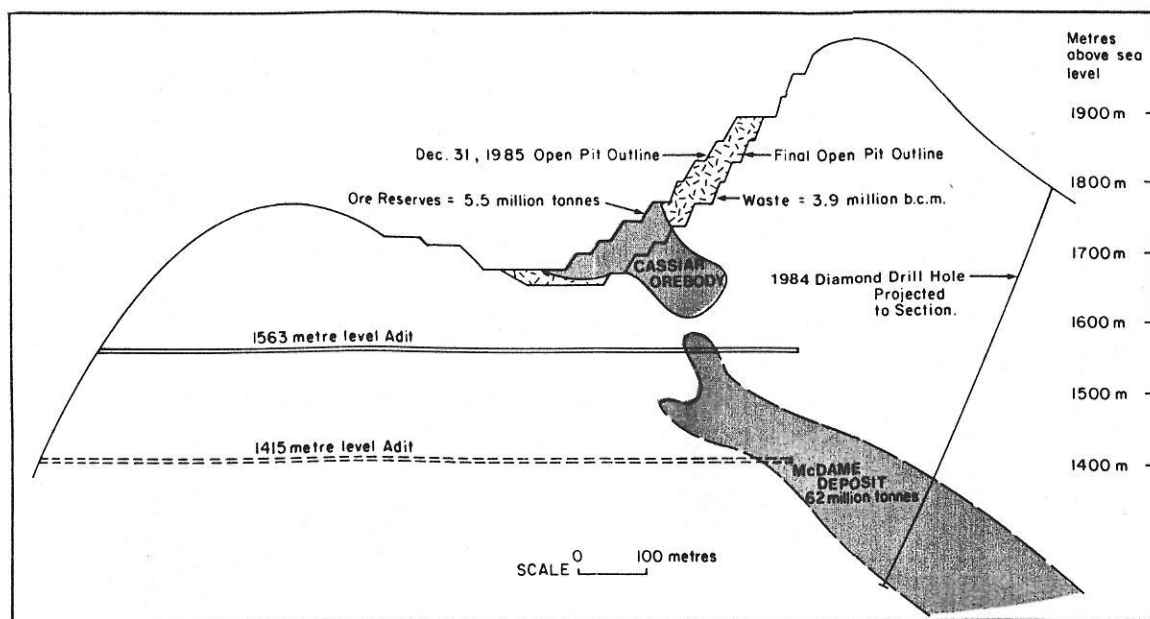 Metres
above sea
level
1900 m
Dec. 31, 1985 Open Pit Outline
Final Open Pit Outline
1800 m
Ore Reserves = 5.5 million tonnes
Waste = 3.9 million b.c.m.
1700 m
CASSIAR
OREBODY
1984 Diamond Drill Hole
Projected
to Section.
1600 m
1563 metre level Adit
1500 m
1415 metre level Adit
1400 m
McDAME
DEPOSIT
62 million tonnes
SCALE 0 100 metres